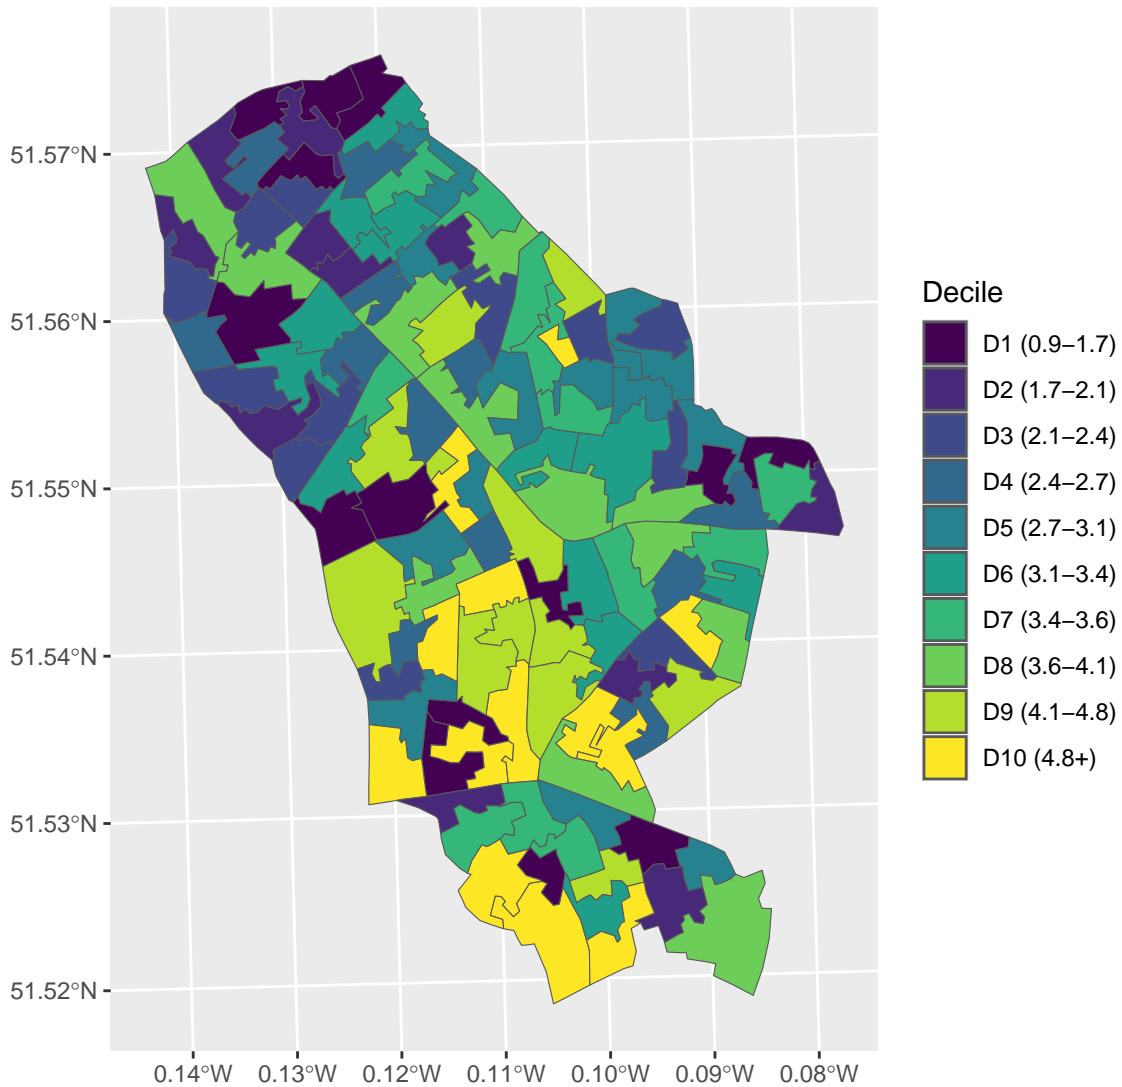 51.57°N
51.56°N
51.55°N
51.54°N
51.53°N
51.52°N
0.14°W 0.13°W 0.12°W 0.11°W 0.10°W 0.09°W 0.08°W
Decile
D1 (0.9–1.7)
D2 (1.7–2.1)
D3 (2.1–2.4)
D4 (2.4–2.7)
D5 (2.7–3.1)
D6 (3.1–3.4)
D7 (3.4–3.6)
D8 (3.6–4.1)
D9 (4.1–4.8)
D10 (4.8+)